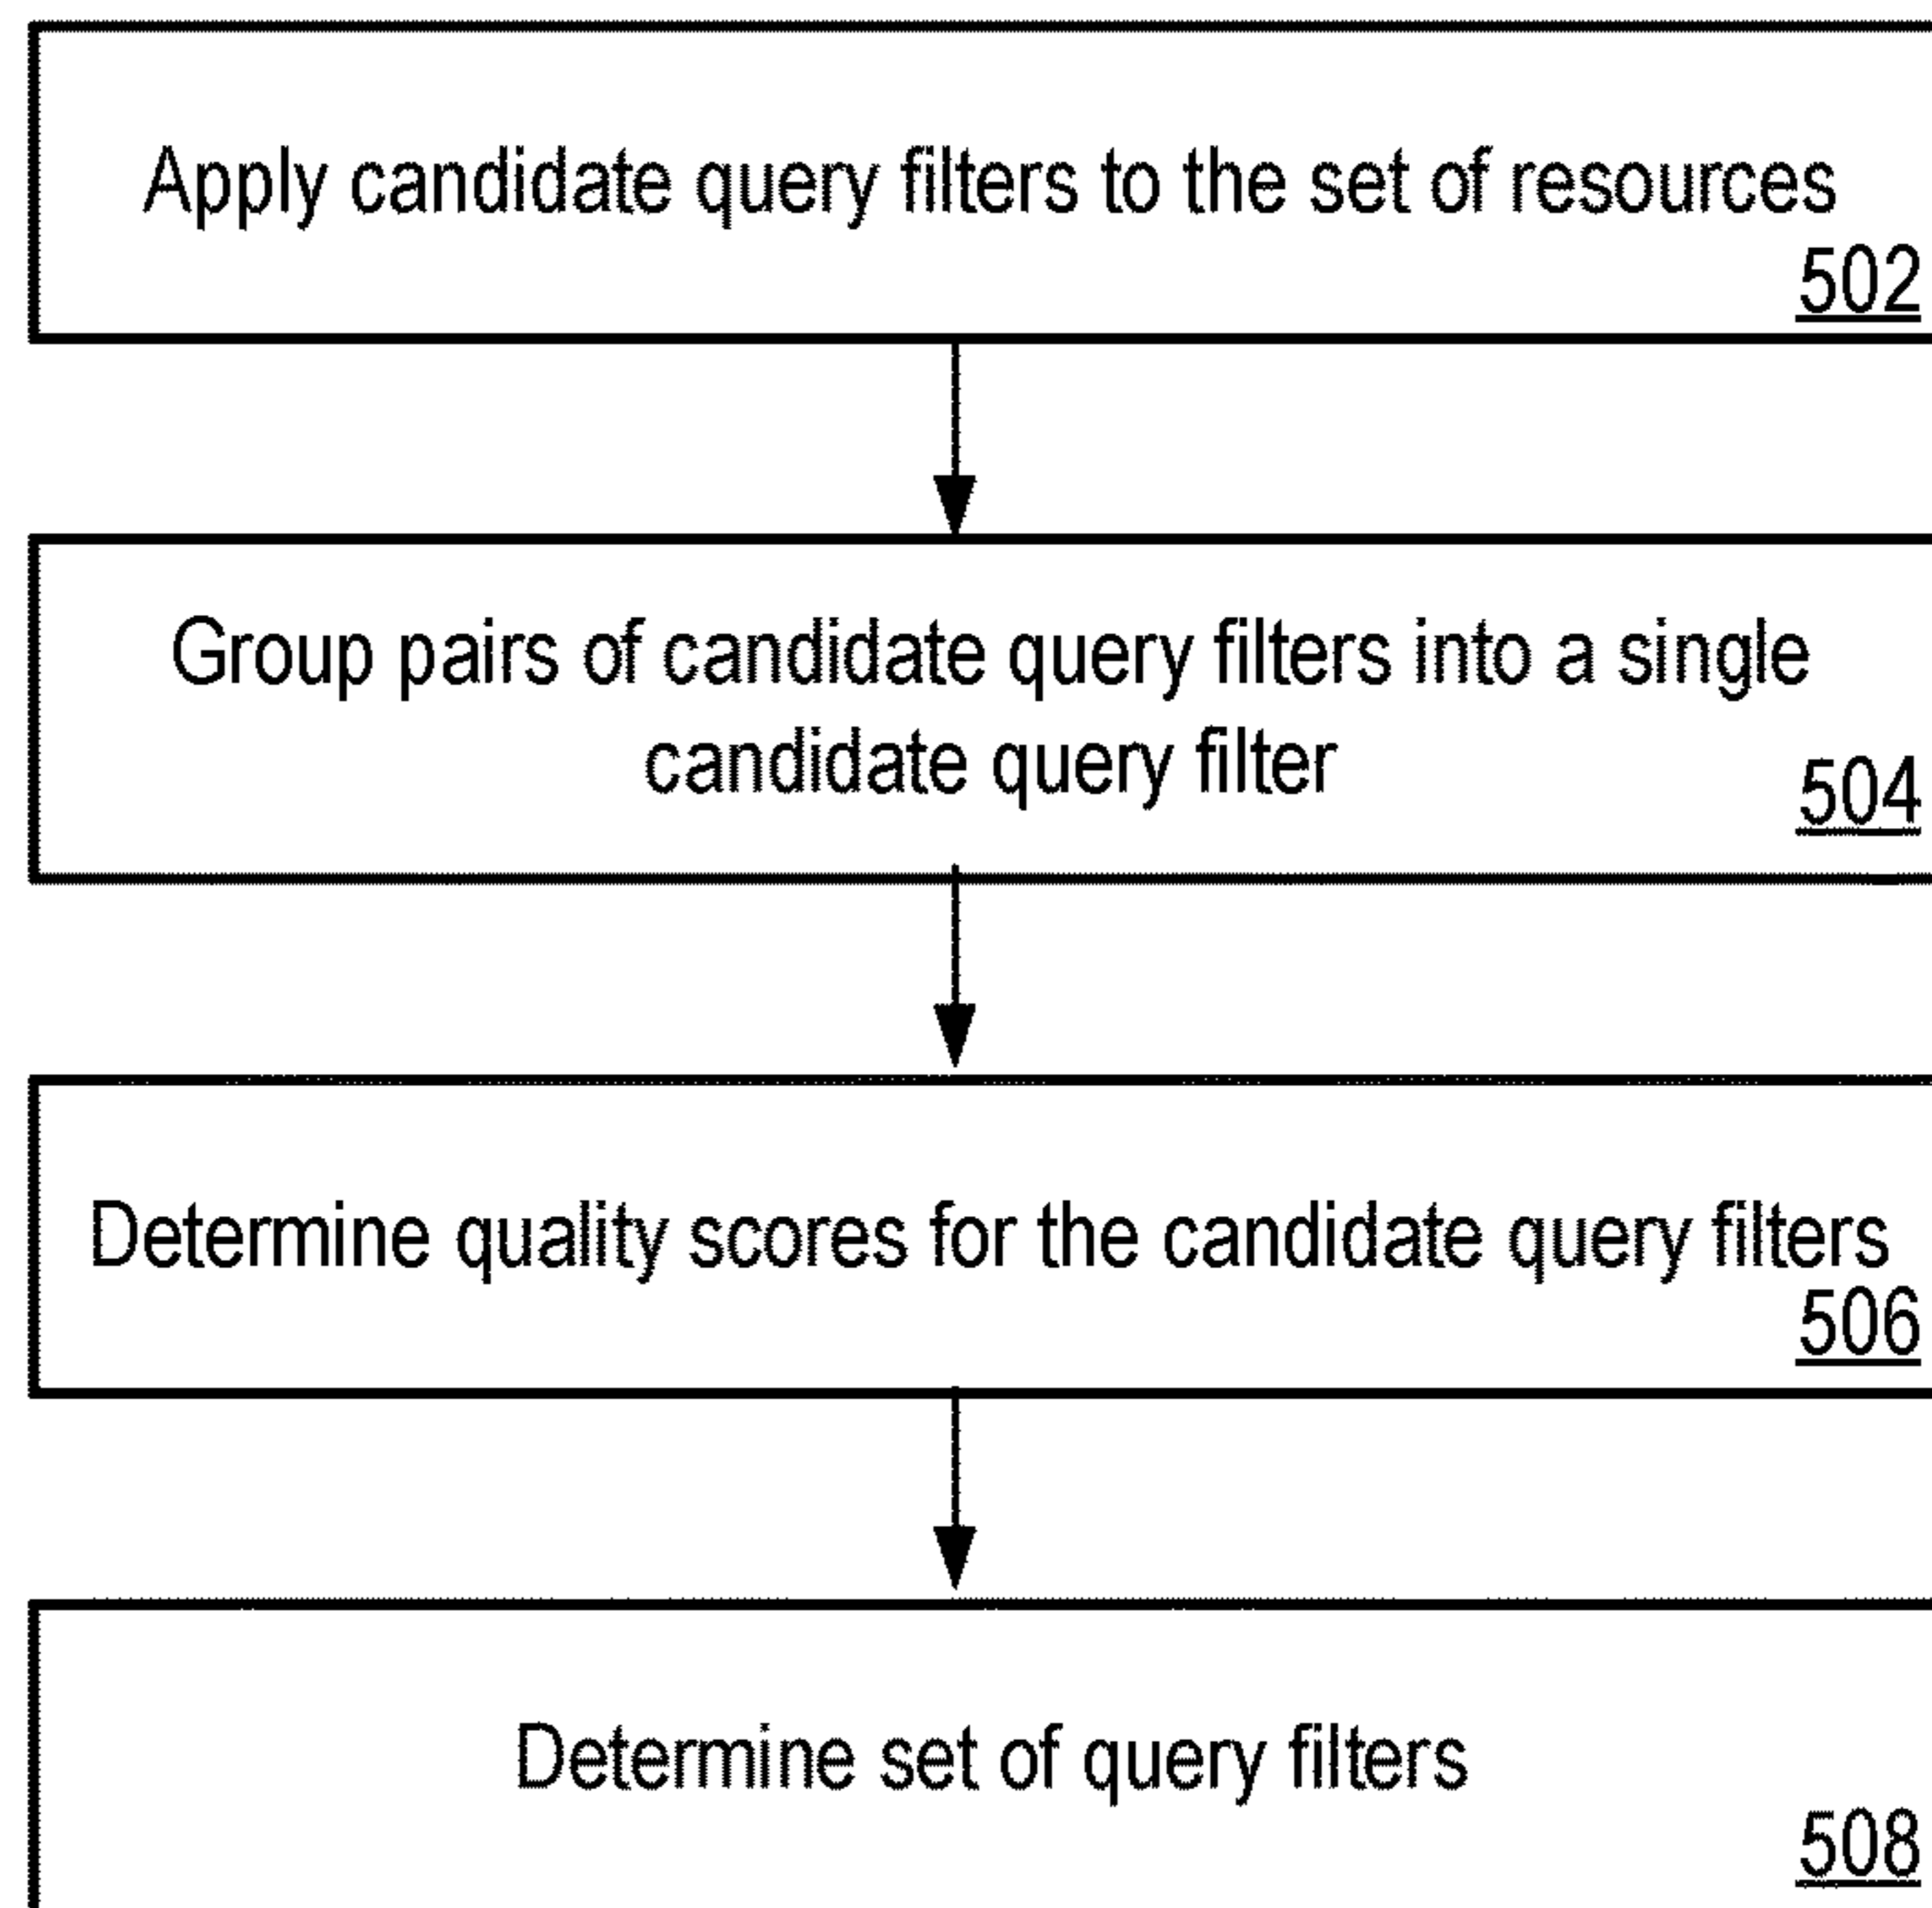 Apply candidate query filters to the set of resources
502
Group pairs of candidate query filters into a single
candidate query filter
504
Determine quality scores for the candidate query filters
506
Determine set of query filters
508